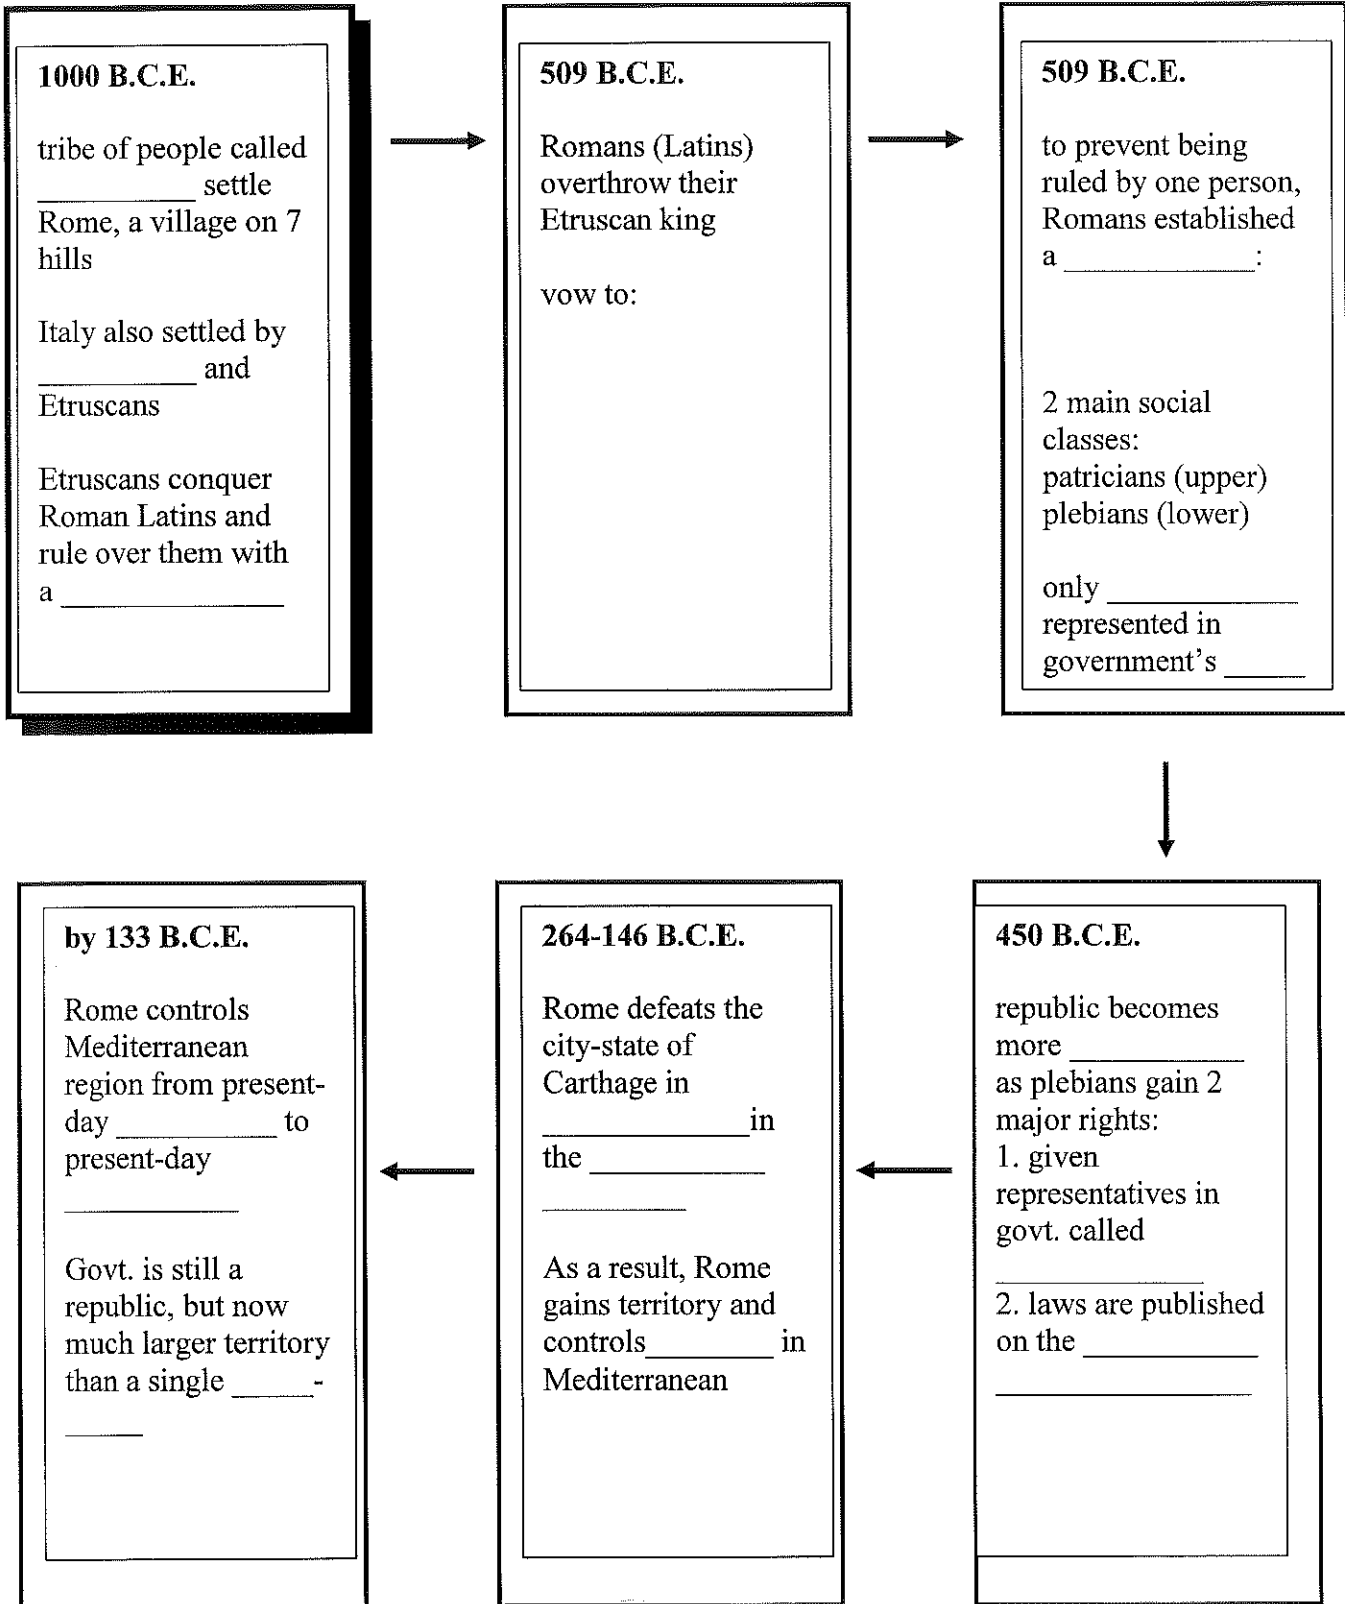 1000 B.C.E.
tribe of people called
__________ settle
Rome, a village on 7
hills
Italy also settled by
__________ and
Etruscans
Etruscans conquer
Roman Latins and
rule over them with
a ______________
509 B.C.E.
Romans (Latins)
overthrow their
Etruscan king
vow to:
509 B.C.E.
to prevent being
ruled by one person,
Romans established
a ____________:
2 main social
classes:
patricians (upper)
plebians (lower)
only ____________
represented in
government's _____
450 B.C.E.
republic becomes
more ___________
as plebians gain 2
major rights:
1. given
representatives in
govt. called
_____________
2. laws are published
on the ___________
________________
264-146 B.C.E.
Rome defeats the
city-state of
Carthage in
_____________in
the ___________
_________
As a result, Rome
gains territory and
controls________ in
Mediterranean
by 133 B.C.E.
Rome controls
Mediterranean
region from present-
day __________ to
present-day
___________
Govt. is still a
republic, but now
much larger territory
than a single _____-
_____